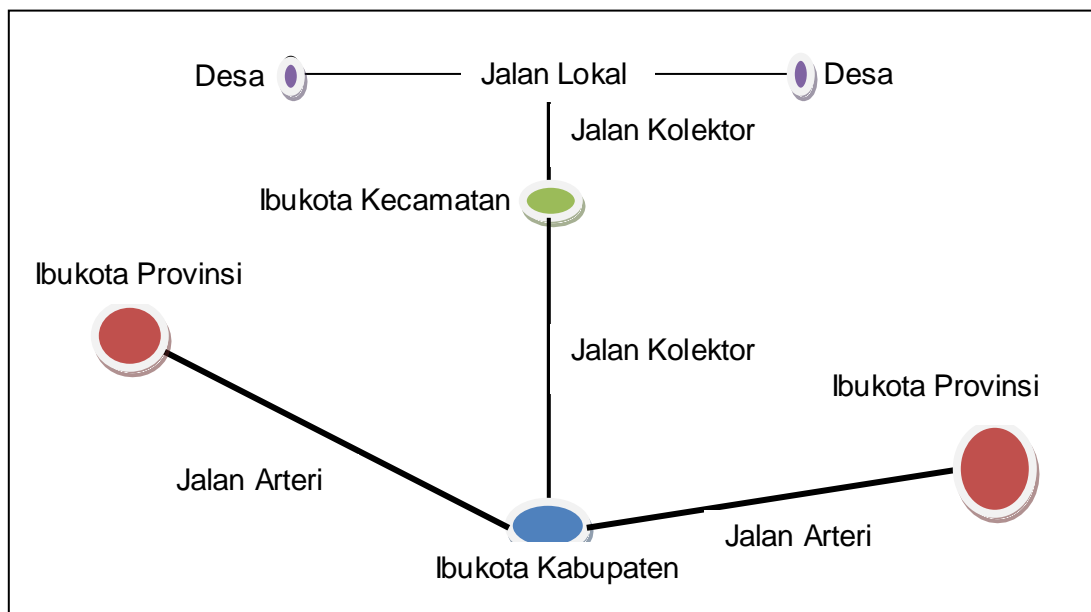 Desa
Jalan Lokal
Desa
Jalan Kolektor
Ibukota Kecamatan
Ibukota Provinsi
Jalan Kolektor
Ibukota Provinsi
Jalan Arteri
Jalan Arteri
Ibukota Kabupaten